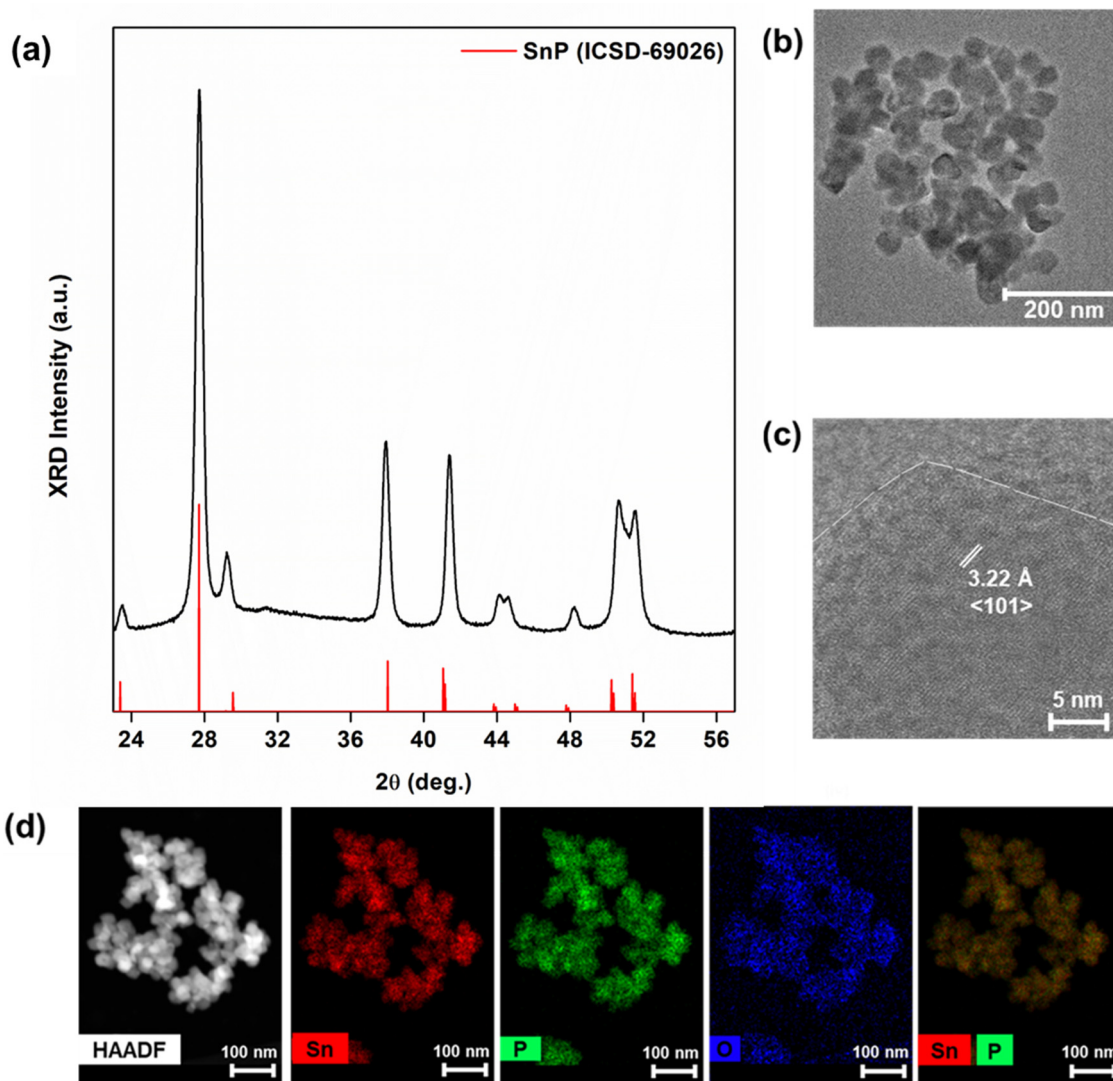 (a)
SnP (ICSD-69026)
XRD Intensity (a.u.)
24 28 32 36 40 44 48 52 56
2θ (deg.)
(b)
200 nm
(c)
3.22 Å
<101>
5 nm
(d)
HAADF
100 nm
Sn
100 nm
P
100 nm
O
100 nm
Sn P
100 nm